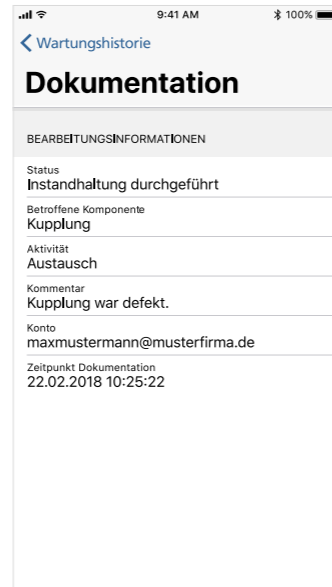 9:41 AM 100%
Wartungshistorie
Dokumentation
BEARBEITUNGSINFORMATIONEN
Status
Instandhaltung durchgeführt
Betroffene Komponente
Kupplung
Aktivität
Austausch
Kommentar
Kupplung war defekt.
Konto
maxmustermann@musterfirma.de
Zeitpunkt Dokumentation
22.02.2018 10:25:22